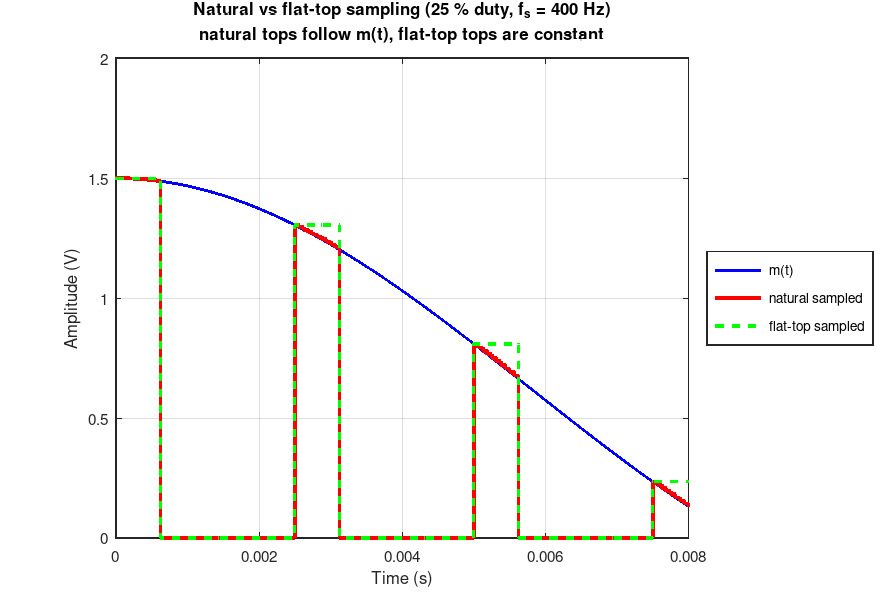 Natural vs flat-top sampling (25 % duty, fs = 400 Hz)
natural tops follow m(t), flat-top tops are constant
2
1.5
1
0.5
0
Amplitude (V)
0
0.002
0.004
0.006
0.008
Time (s)
m(t)
natural sampled
flat-top sampled